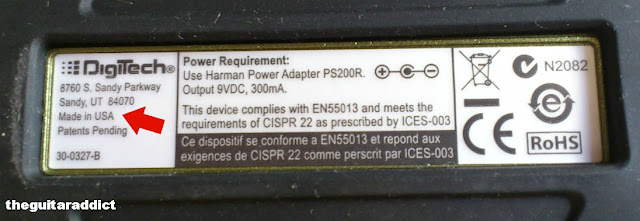 DigiTech®
8760 S. Sandy Parkway
Sandy, UT 84070
Made in USA
Patents Pending
30-0327-B
Power Requirement:
Use Harman Power Adapter PS200R.
Output 9VDC, 300mA.
This device complies with EN55013 and meets the
requirements of CISPR 22 as prescribed by ICES-003
Ce dispositif se conforme a EN55013 et repond aux
exigences de CISPR 22 comme perscrit par ICES-003
N2082
CE
RoHS
theguitaraddict